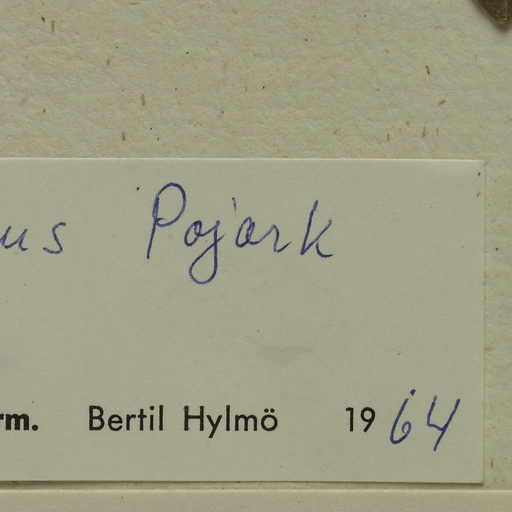 us Pojark
rm. Bertil Hylmö 1964